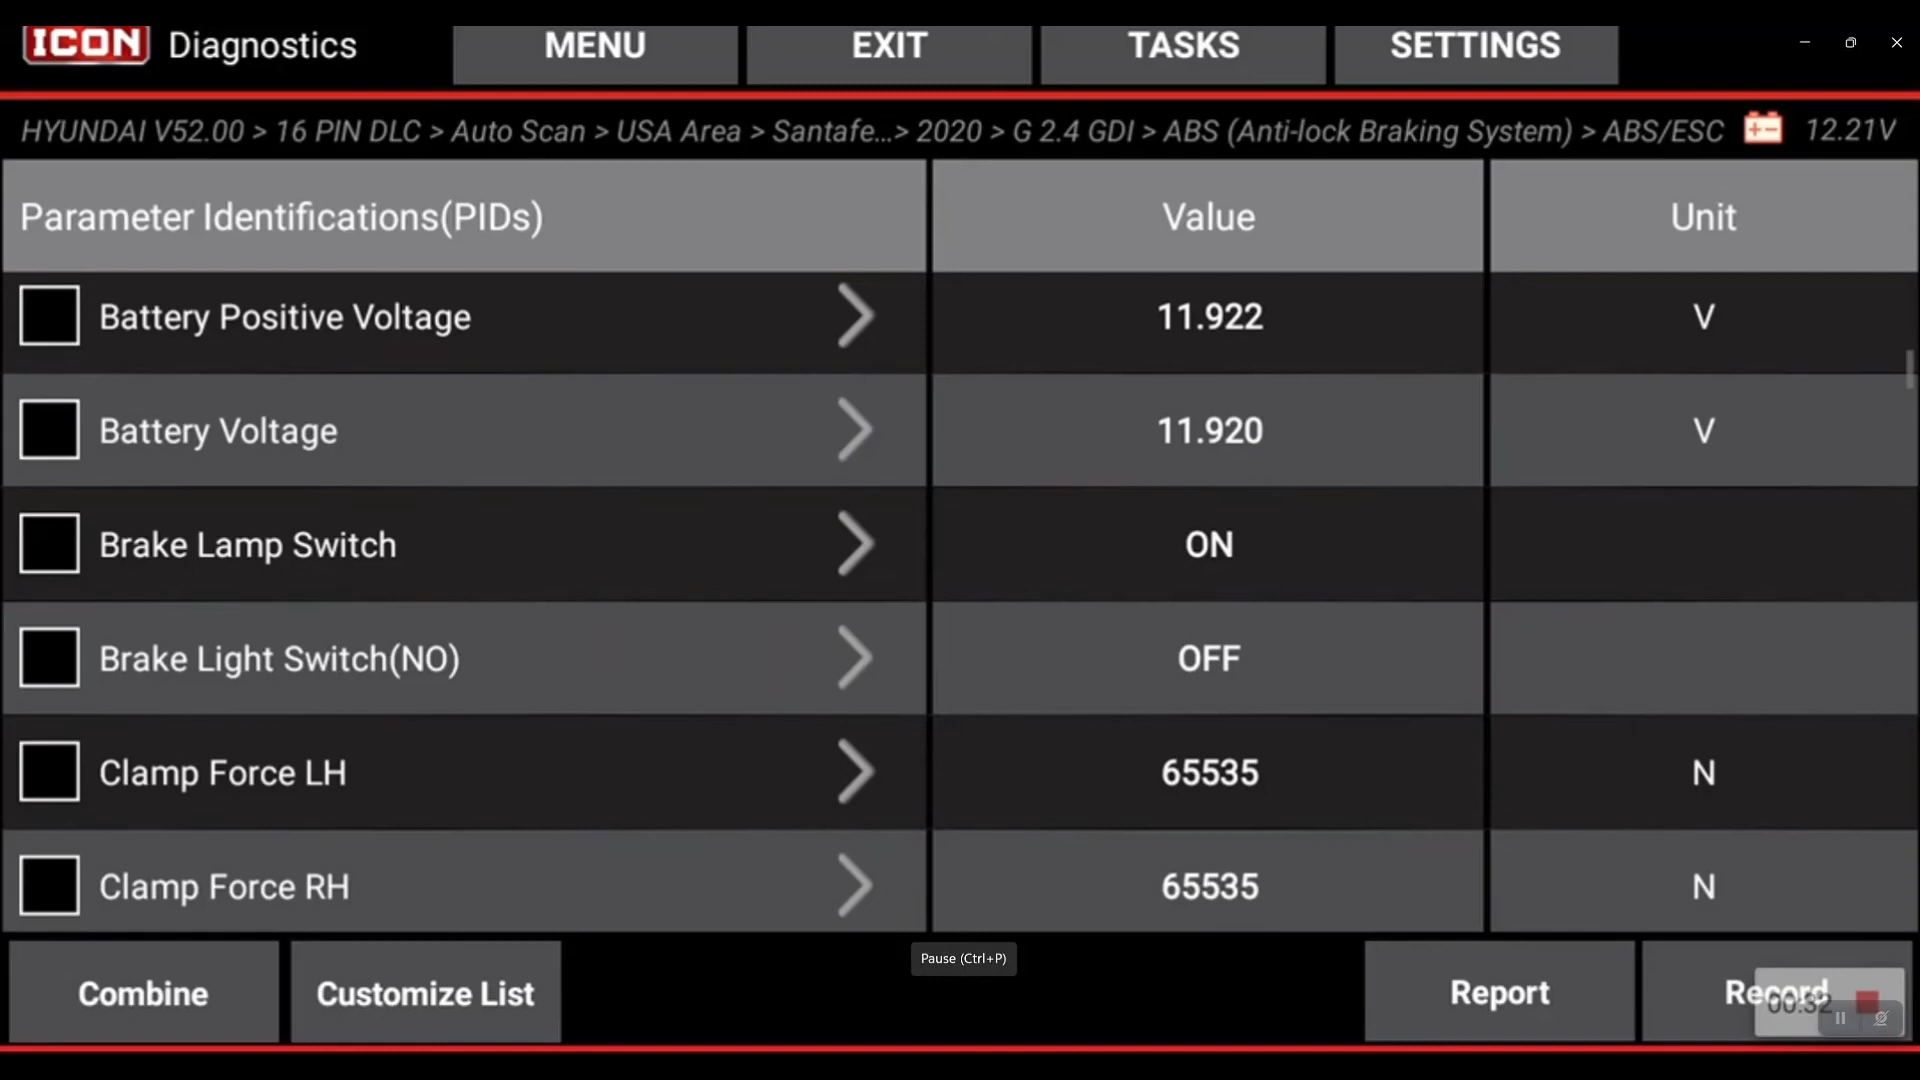 ICON Diagnostics MENU EXIT TASKS SETTINGS
HYUNDAI V52.00 > 16 PIN DLC > Auto Scan > USA Area > Santafe...> 2020 > G 2.4 GDI > ABS (Anti-lock Braking System) > ABS/ESC 12.21V
Parameter Identifications(PIDs) Value Unit
Battery Positive Voltage 11.922 V
Battery Voltage 11.920 V
Brake Lamp Switch ON
Brake Light Switch(NO) OFF
Clamp Force LH 65535 N
Clamp Force RH 65535 N
Pause (Ctrl+P)
Combine Customize List Report Record
00:32